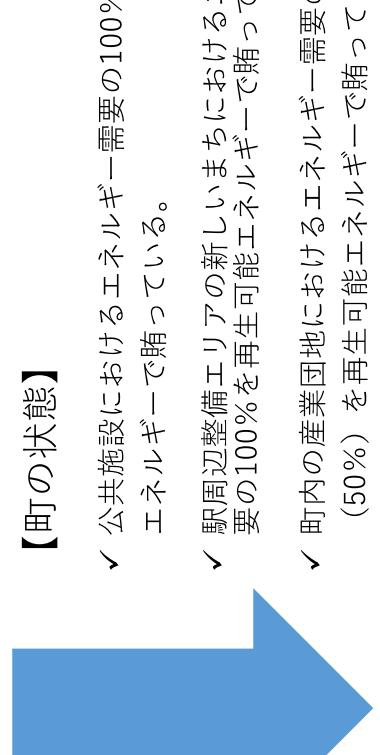 【町の状態】
✓ 公共施設におけるエネルギー需要の100%
エネルギーで賄っている。
✓ 駅周辺整備エリアの新しいまちにおける
要の100%を再生可能エネルギーで賄って
✓ 町内の産業団地におけるエネルギー需要の
（50%）を再生可能エネルギーで賄って